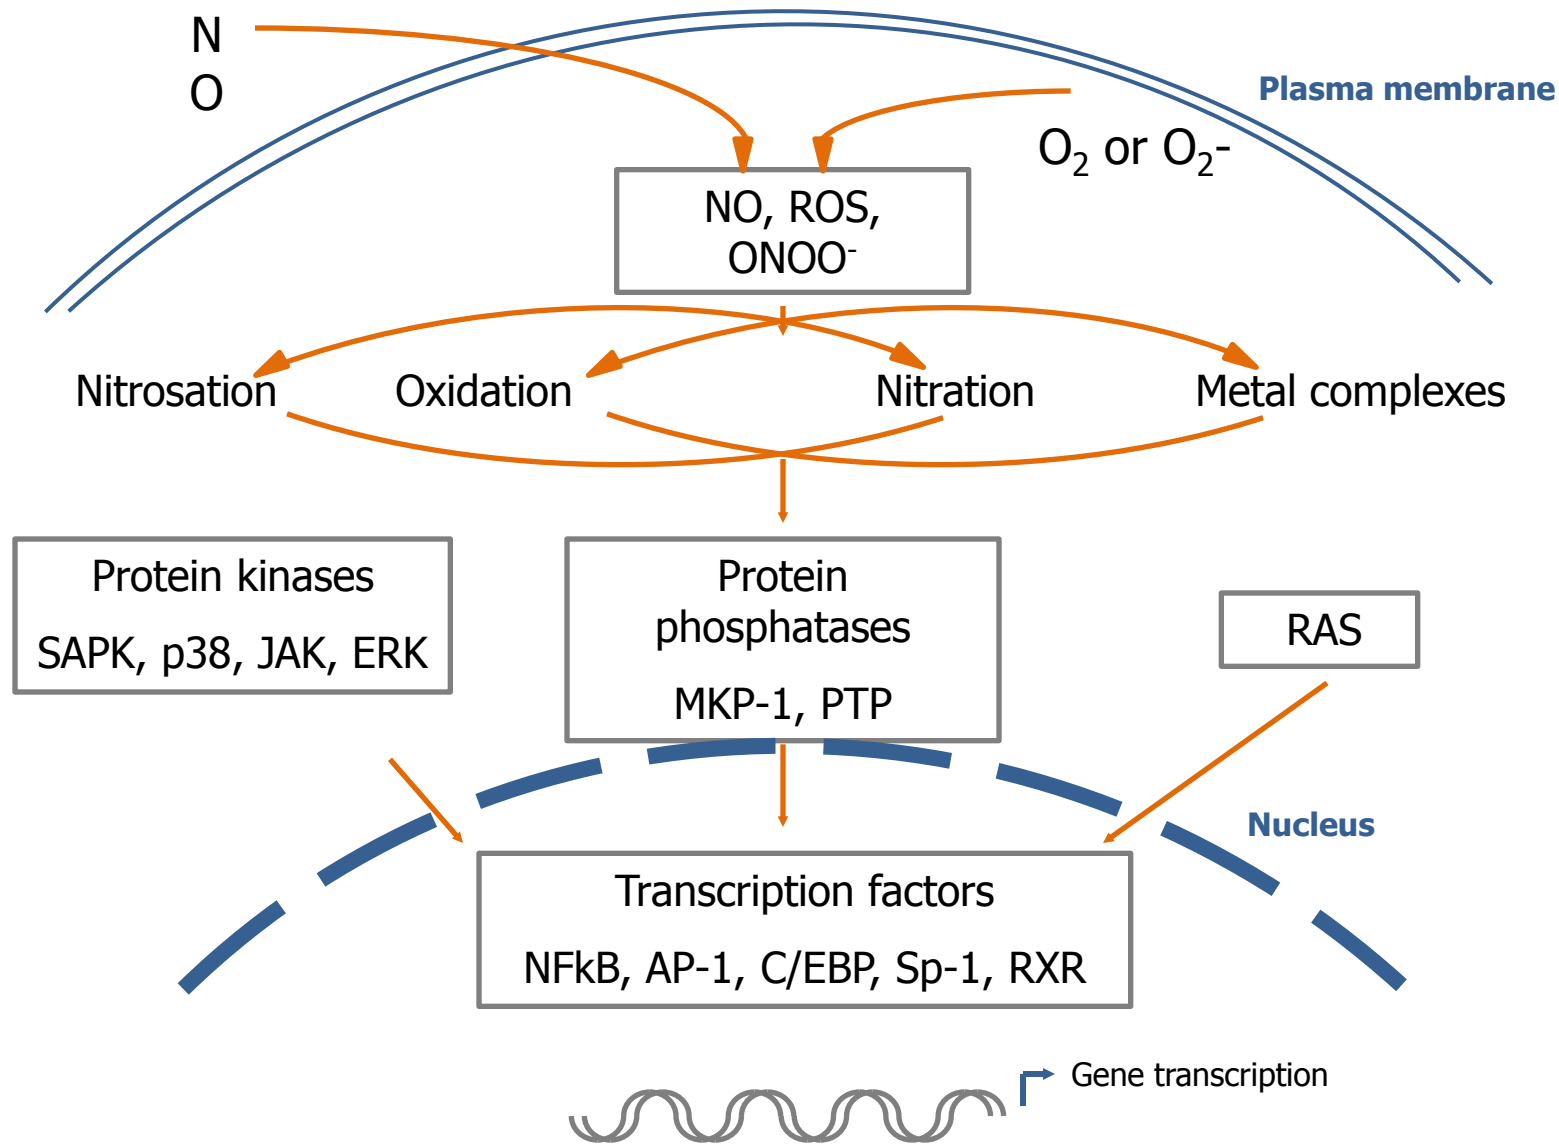 N
O
Plasma membrane
O₂ or O₂-
NO, ROS,
ONOO⁻
Nitrosation
Oxidation
Nitration
Metal complexes
Protein kinases
SAPK, p38, JAK, ERK
Protein
phosphatases
MKP-1, PTP
RAS
Nucleus
Transcription factors
NFkB, AP-1, C/EBP, Sp-1, RXR
Gene transcription